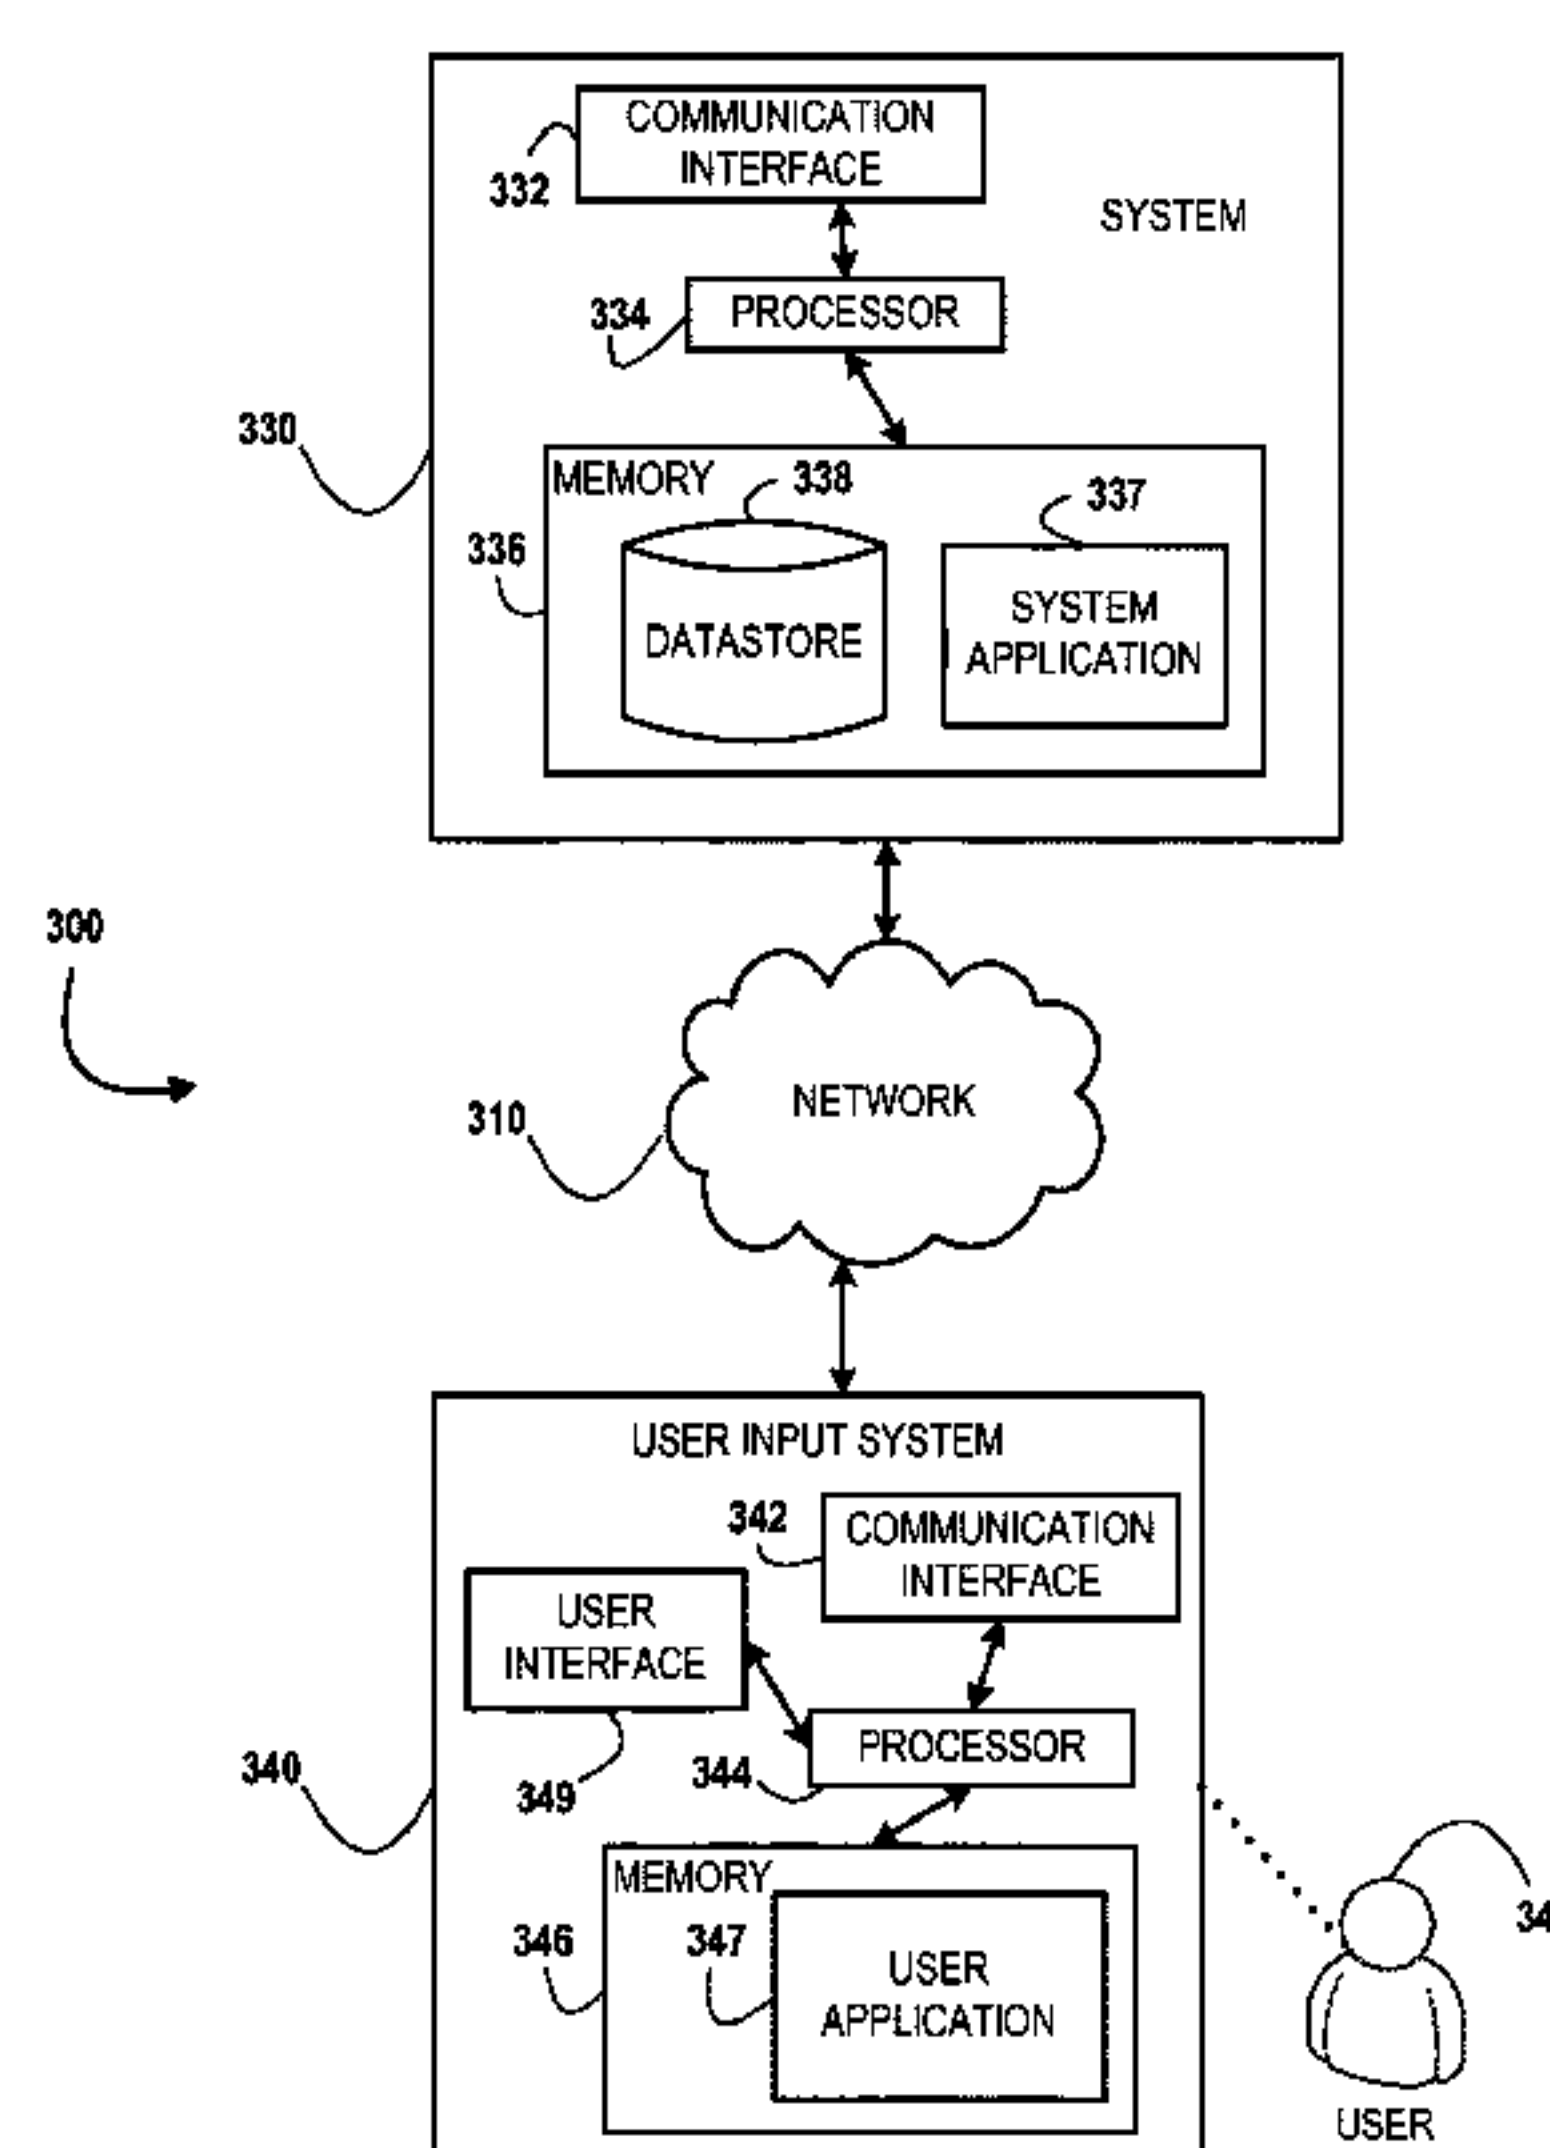 COMMUNICATION
INTERFACE
332
SYSTEM
334
PROCESSOR
330
MEMORY
338
337
336
DATASTORE
SYSTEM
APPLICATION
300
NETWORK
310
USER INPUT SYSTEM
342
COMMUNICATION
INTERFACE
USER
INTERFACE
PROCESSOR
340
349
344
MEMORY
346
347
USER
APPLICATION
USER